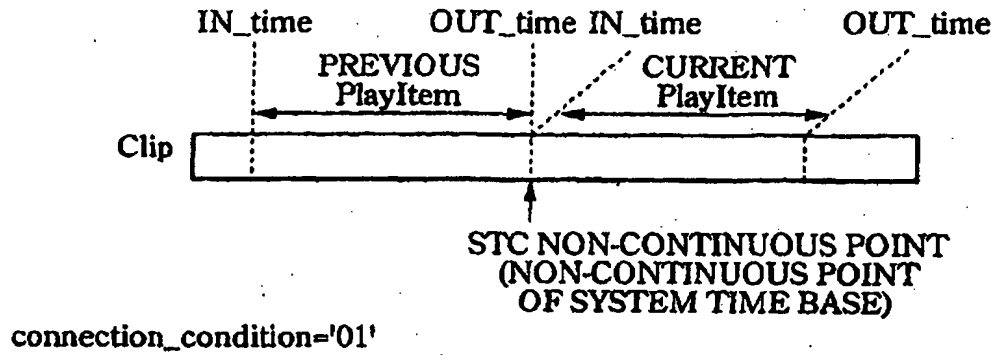 IN_time OUT_time IN_time OUT_time
PREVIOUS
PlayItem
CURRENT
PlayItem
Clip
STC NON-CONTINUOUS POINT
(NON-CONTINUOUS POINT
OF SYSTEM TIME BASE)
connection_condition='01'